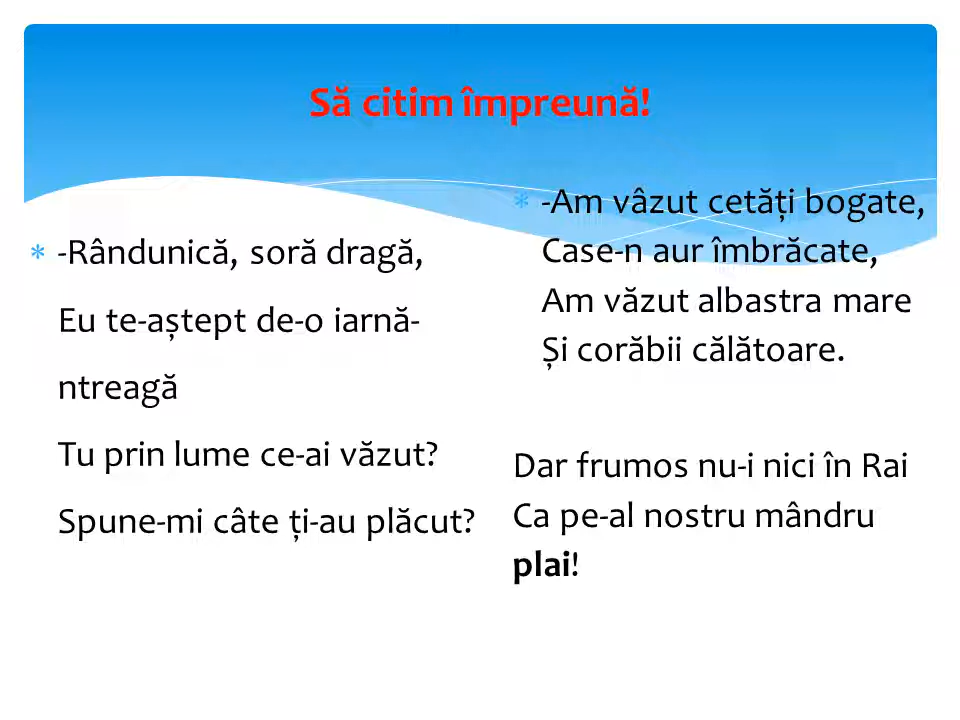 Să citim împreună!
-Rândunică, soră dragă,
Eu te-aștept de-o iarnă-
ntreagă
Tu prin lume ce-ai văzut?
Spune-mi câte ți-au plăcut?
-Am vâzut cetăți bogate,
Case-n aur îmbrăcate,
Am văzut albastra mare
Și corăbii călătoare.
Dar frumos nu-i nici în Rai
Ca pe-al nostru mândru
plai!